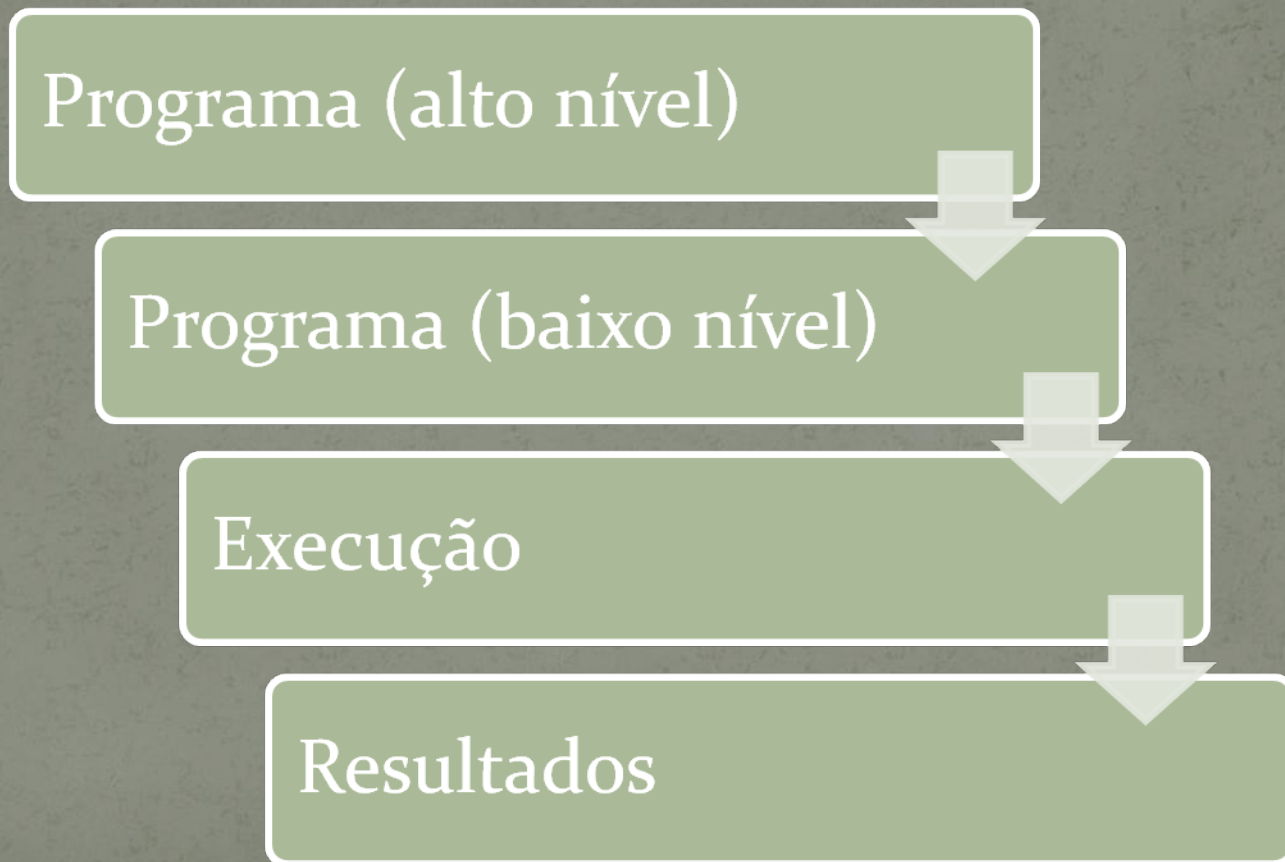 Programa (alto nível)
Programa (baixo nível)
Execução
Resultados